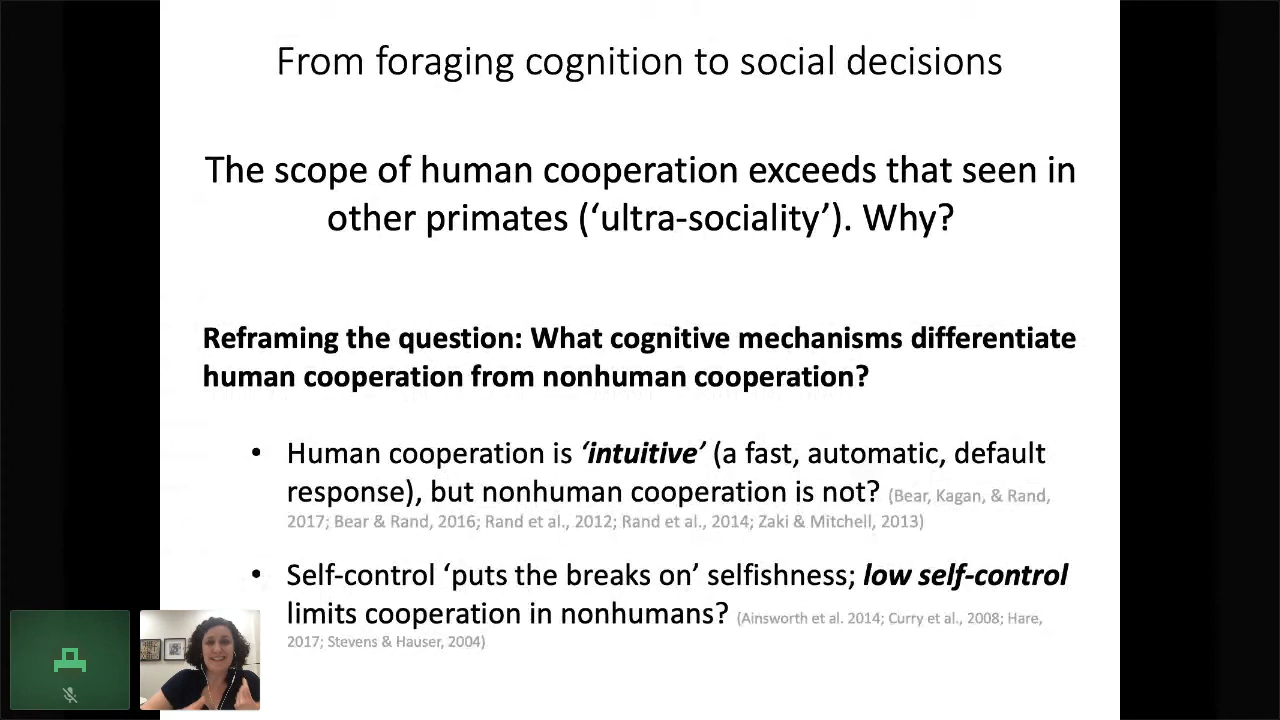 From foraging cognition to social decisions
The scope of human cooperation exceeds that seen in
other primates (‘ultra-sociality’). Why?
Reframing the question: What cognitive mechanisms differentiate
human cooperation from nonhuman cooperation?
• Human cooperation is ‘intuitive’ (a fast, automatic, default
response), but nonhuman cooperation is not? (Bear, Kagan, & Rand,
2017; Bear & Rand, 2016; Rand et al., 2012; Rand et al., 2014; Zaki & Mitchell, 2013)
• Self-control ‘puts the breaks on’ selfishness; low self-control
limits cooperation in nonhumans? (Ainsworth et al. 2014; Curry et al., 2008; Hare,
2017; Stevens & Hauser, 2004)